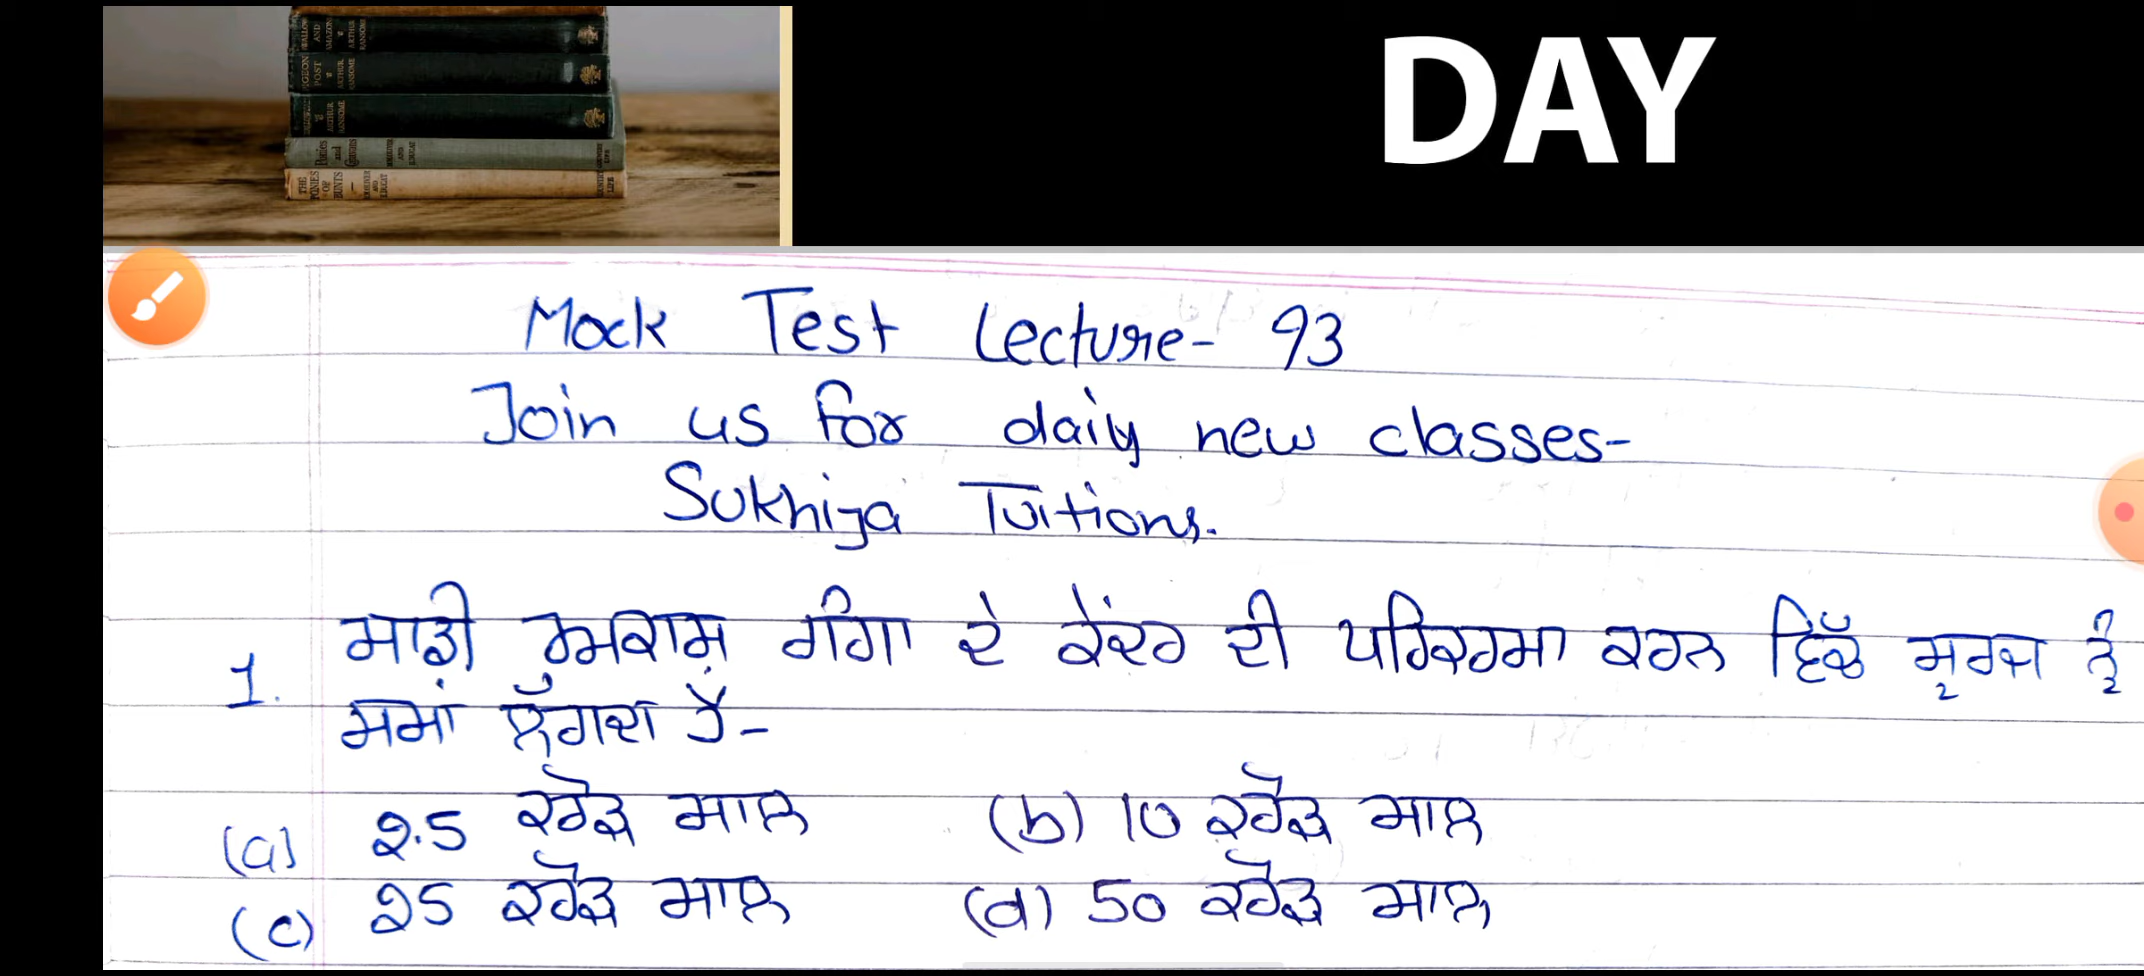 DAY
Mock Test Lecture- 93
Join us for daily new classes-
Sukhija Tuitions.
1. ਸਾਡੀ ਗੰਗਾ ਦੇ ਕੇਂਦਰ ਦੀ ਪਰਿਕਰਮਾ ਕਰਨ ਵਿੱਚ ਸੂਰਜ ਨੂੰ
ਸਮਾਂ ਲੱਗਦਾ ਹੈ-
(a) 2.5 ਕਰੋੜ ਸਾਲ (b) 10 ਕਰੋੜ ਸਾਲ
(c) 25 ਕਰੋੜ ਸਾਲ (d) 50 ਕਰੋੜ ਸਾਲ